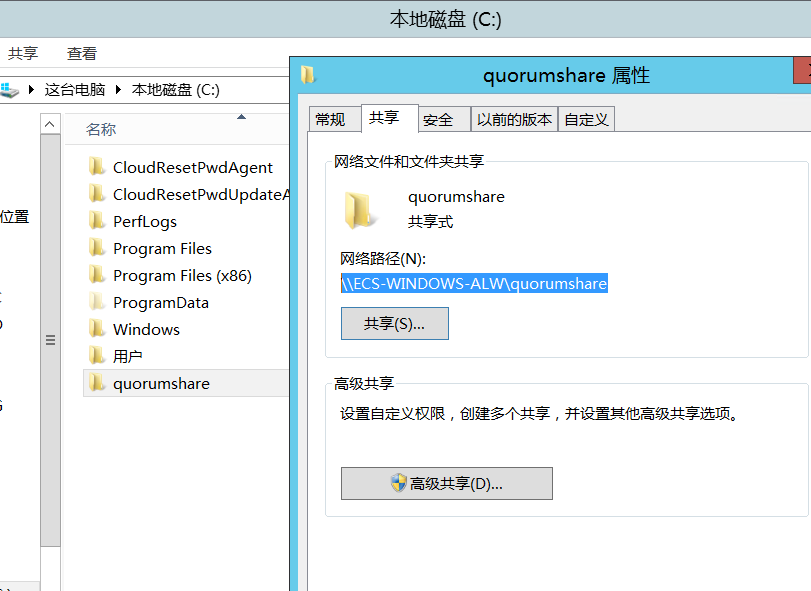 本地磁盘 (C:)
共享 查看
这台电脑 本地磁盘 (C:)
名称
位置
CloudResetPwdAgent
CloudResetPwdUpdateA
PerfLogs
Program Files
Program Files (x86)
ProgramData
Windows
用户
quorumshare
quorumshare 属性
常规 共享 安全 以前的版本 自定义
网络文件和文件夹共享
quorumshare
共享式
网络路径(N):
\\ECS-WINDOWS-ALW\quorumshare
共享(S)...
高级共享
设置自定义权限，创建多个共享，并设置其他高级共享选项。
高级共享(D)...